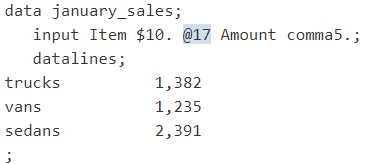 data january_sales;
   input Item $10. @17 Amount comma5.;
   datalines;
trucks          1,382
vans            1,235
sedans          2,391
;